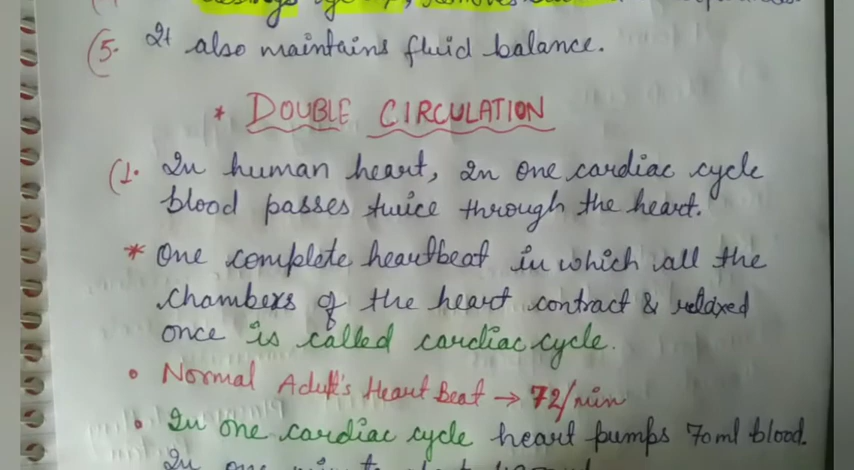 (5. It also maintains fluid balance.
* DOUBLE CIRCULATION
(1. In human heart, In one cardiac cycle
blood passes twice through the heart.
* One complete heartbeat in which all the
chambers of the heart contract & relaxed
once is called cardiac cycle.
• Normal Adult's Heart Beat → 72/min
• In one cardiac cycle heart pumps 70ml blood.
In one